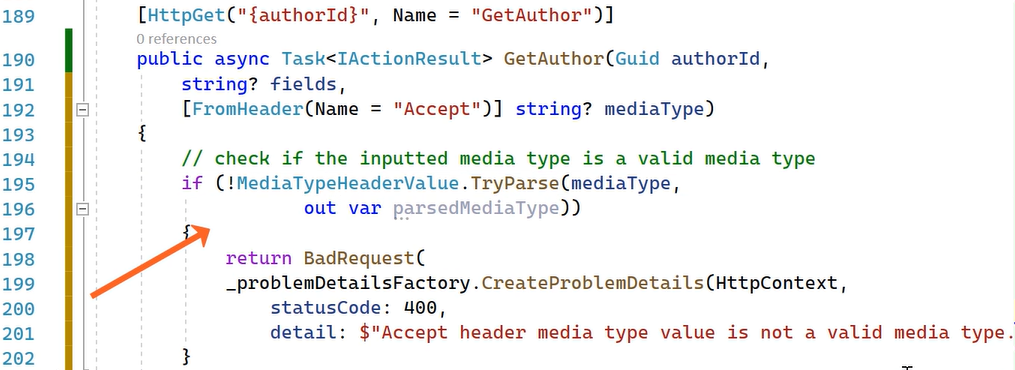 189 [HttpGet("{authorId}", Name = "GetAuthor")]
0 references
190 public async Task<IActionResult> GetAuthor(Guid authorId,
191 string? fields,
192 [FromHeader(Name = "Accept")] string? mediaType)
193 {
194 // check if the inputted media type is a valid media type
195 if (!MediaTypeHeaderValue.TryParse(mediaType,
196 out var parsedMediaType))
197 {
198 return BadRequest(
199 _problemDetailsFactory.CreateProblemDetails(HttpContext,
200 statusCode: 400,
201 detail: $"Accept header media type value is not a valid media type.
202 }